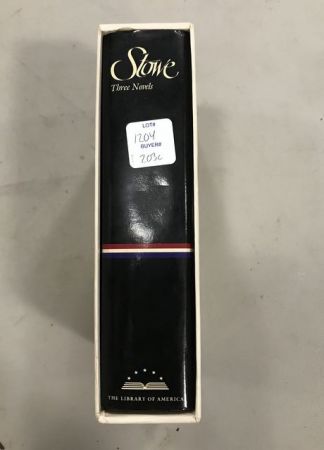 Stowe
Three Novels
LOT#
1204
BUYER#
203c
THE LIBRARY OF AMERICA